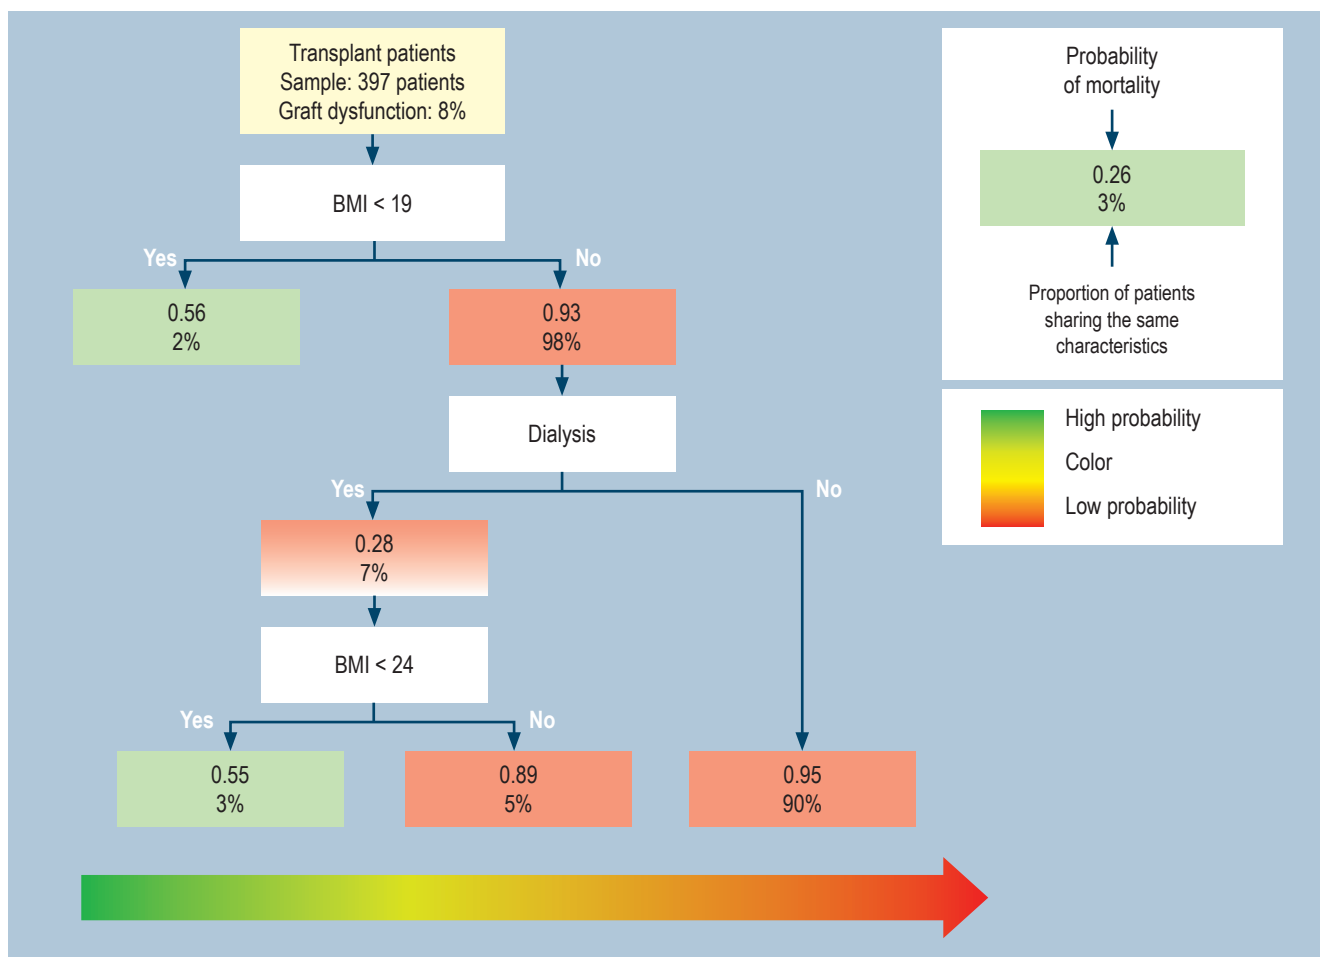 Transplant patients
Sample: 397 patients
Graft dysfunction: 8%
BMI < 19
Yes
No
0.56
2%
0.93
98%
Dialysis
Yes
No
0.28
7%
BMI < 24
Yes
No
0.55
3%
0.89
5%
0.95
90%
Probability
of mortality
0.26
3%
Proportion of patients
sharing the same
characteristics
High probability
Color
Low probability